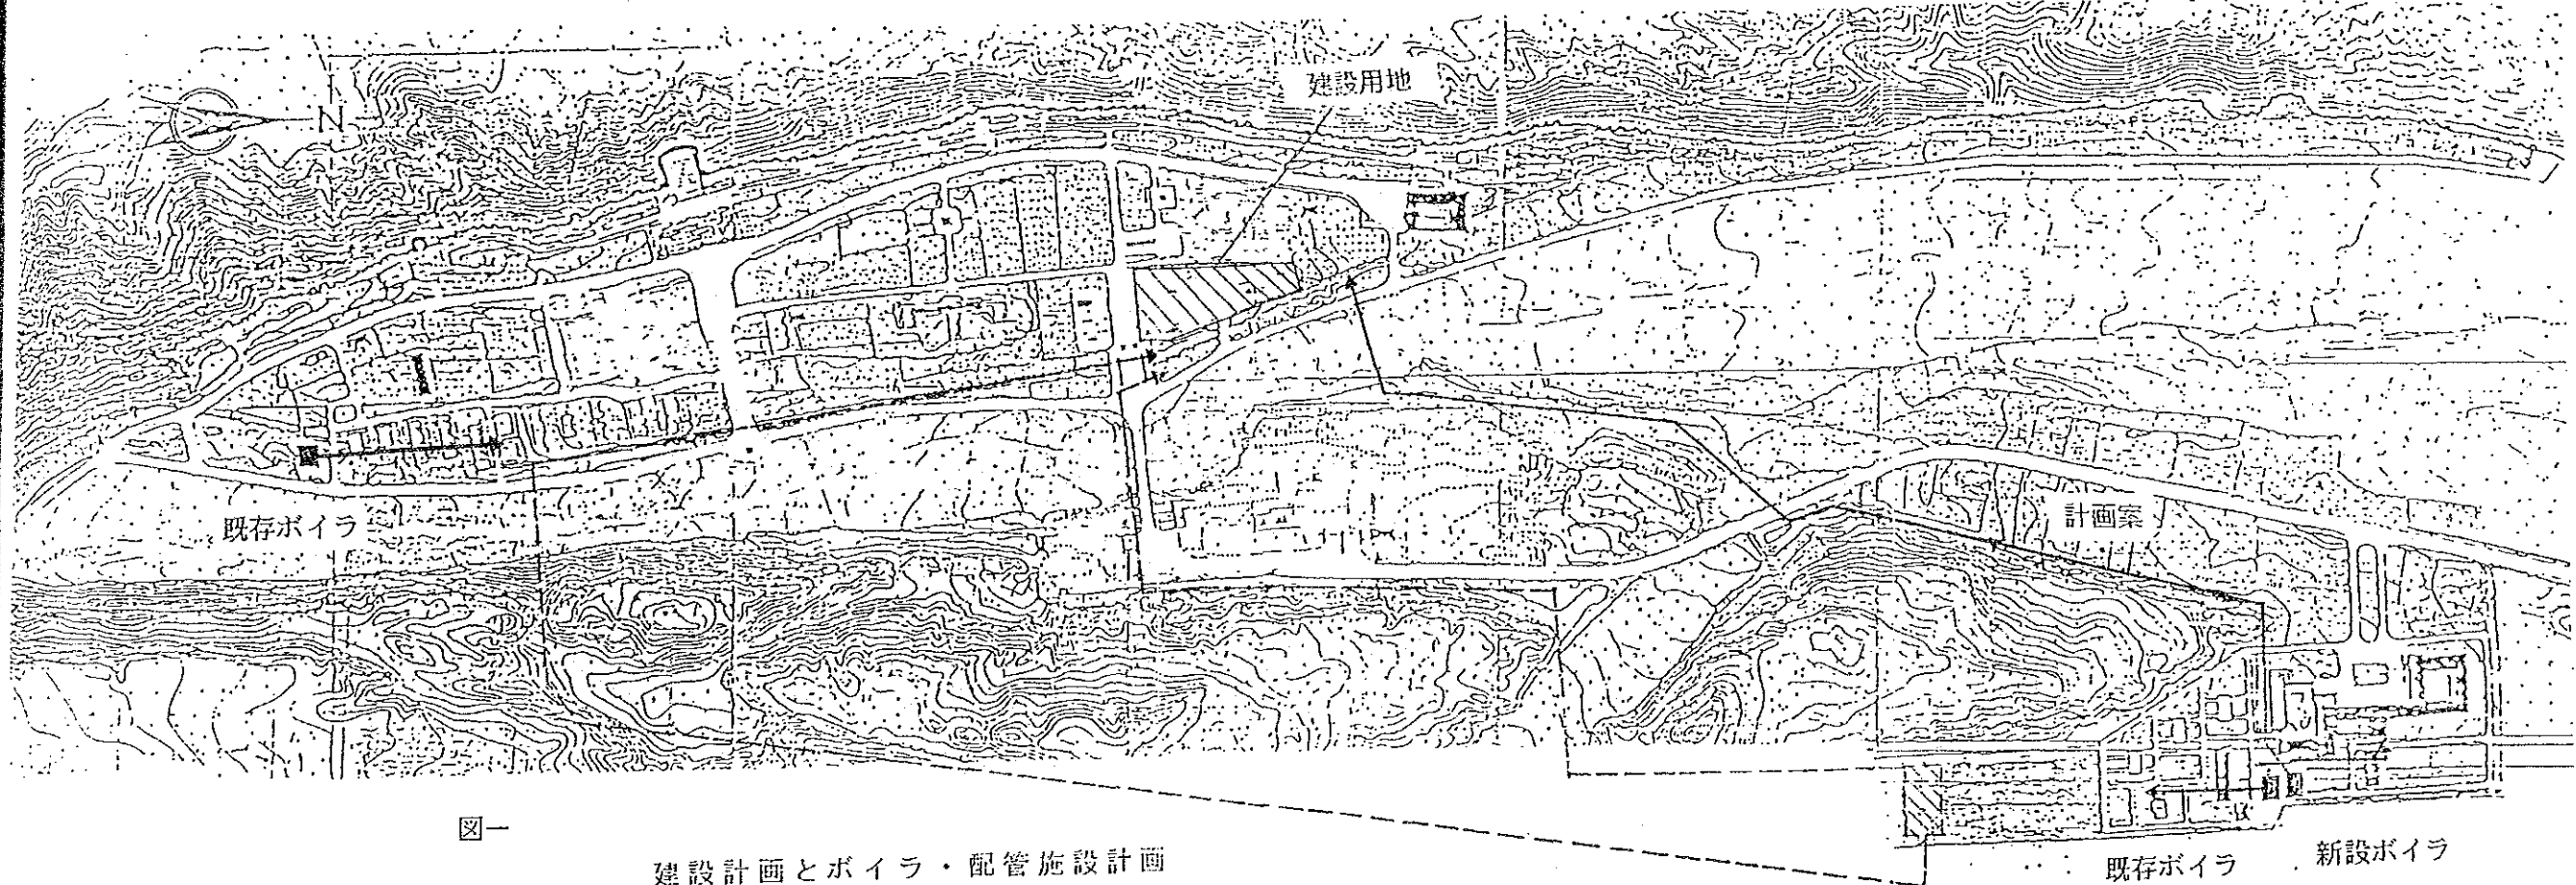 建設用地
N
既存ボイラ
計画案
図一
建設計画とボイラ・配管施設計画
既存ボイラ
新設ボイラ